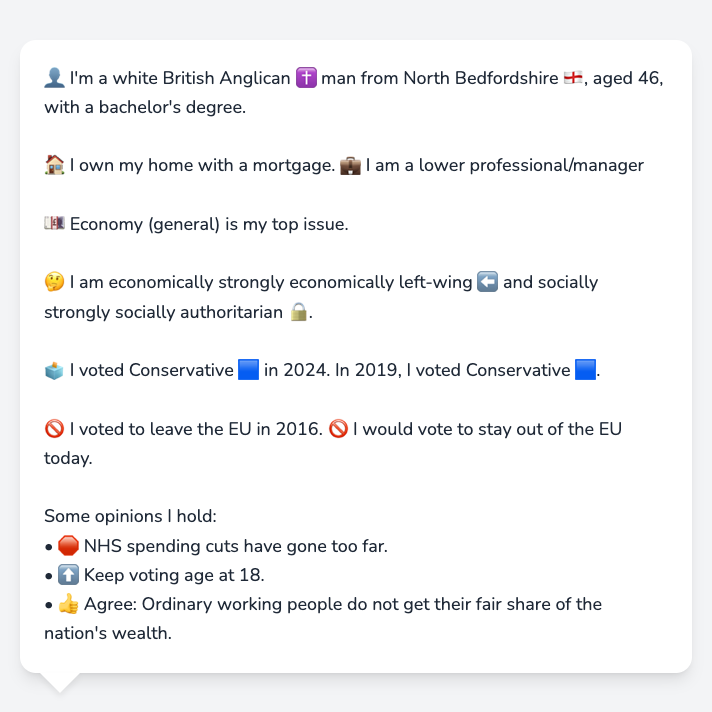 👤 I'm a white British Anglican ✝️ man from North Bedfordshire 🏴󠁧󠁢󠁥󠁮󠁧󠁿, aged 46,
with a bachelor's degree.
🏠 I own my home with a mortgage. 💼 I am a lower professional/manager
💷 Economy (general) is my top issue.
🤔 I am economically strongly economically left-wing ⬅️ and socially
strongly socially authoritarian 🔒.
🗳️ I voted Conservative 🟦 in 2024. In 2019, I voted Conservative 🟦.
🚫 I voted to leave the EU in 2016. 🚫 I would vote to stay out of the EU
today.
Some opinions I hold:
• 🛑 NHS spending cuts have gone too far.
• ⬆️ Keep voting age at 18.
• 👍 Agree: Ordinary working people do not get their fair share of the
nation's wealth.